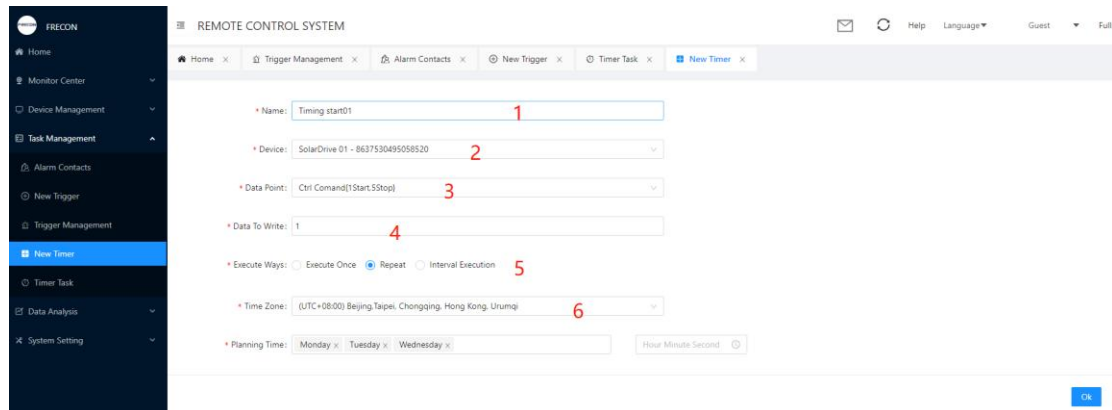 FRECON
REMOTE CONTROL SYSTEM
Help Language Guest Full
Home
Monitor Center
Device Management
Task Management
Alarm Contacts
New Trigger
Trigger Management
New Timer
Timer Task
Data Analysis
System Setting
Home × Trigger Management × Alarm Contacts × New Trigger × Timer Task × New Timer ×
* Name: Timing start01 1
* Device: SolarDrive 01 - 8637530495058520 2
* Data Point: Ctrl Comand{1Start,5Stop} 3
* Data To Write: 1 4
* Execute Ways: Execute Once Repeat Interval Execution 5
* Time Zone: (UTC+08:00) Beijing,Taipei, Chongqing, Hong Kong, Urumqi 6
* Planning Time: Monday × Tuesday × Wednesday × Hour Minute Second
Ok